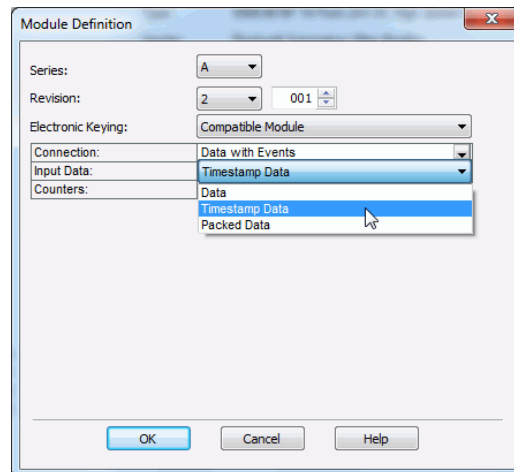 Module Definition
Series: A
Revision: 2 001
Electronic Keying: Compatible Module
Connection: Data with Events
Input Data: Timestamp Data
Counters:
Data
Timestamp Data
Packed Data
OK Cancel Help